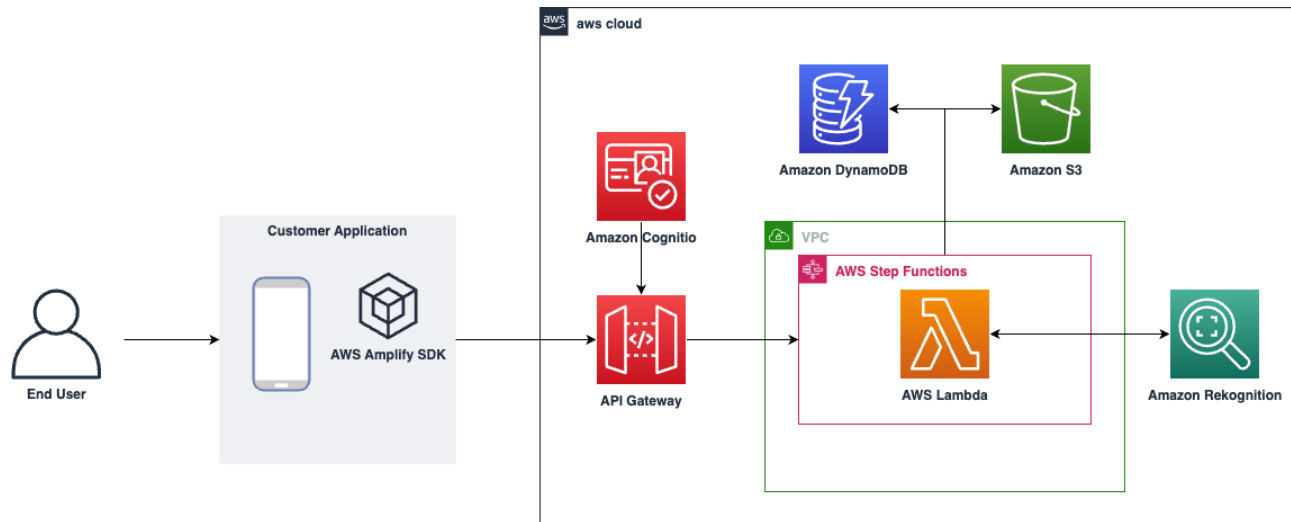 aws
aws cloud
Amazon DynamoDB
Amazon S3
Customer Application
Amazon Cognitio
VPC
AWS Step Functions
</>
AWS Amplify SDK
End User
API Gateway
AWS Lambda
Amazon Rekognition